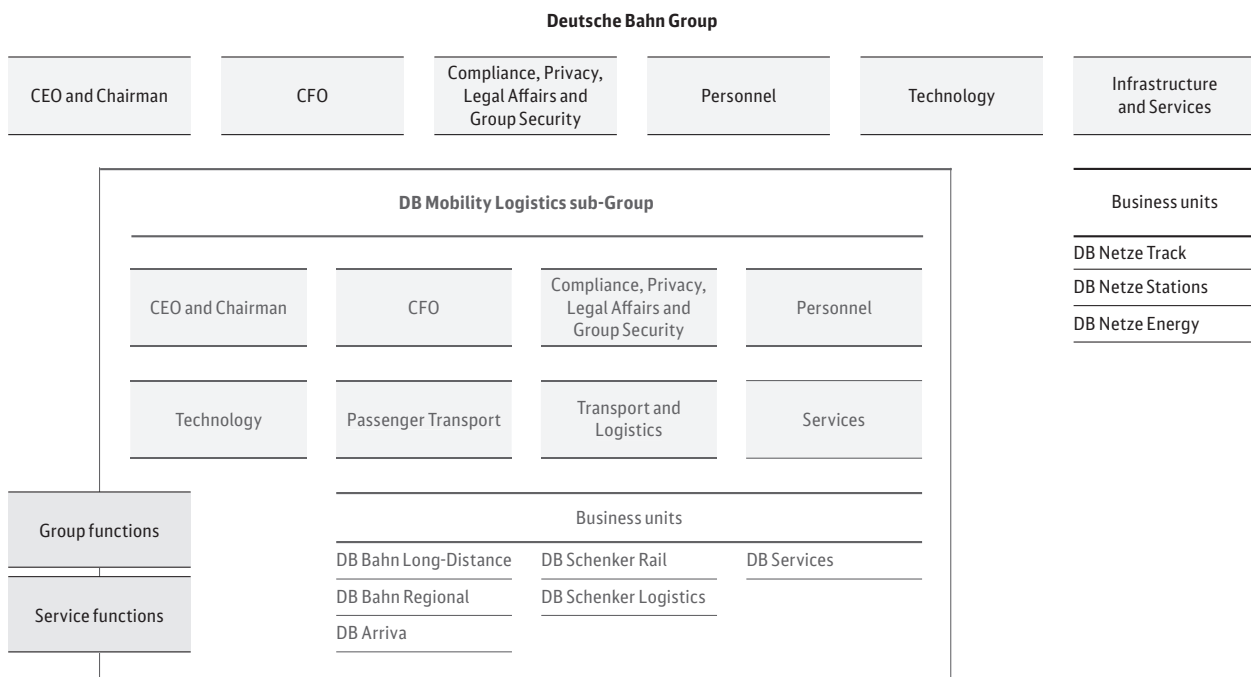 Deutsche Bahn Group
CEO and Chairman
CFO
Compliance, Privacy,
Legal Affairs and
Group Security
Personnel
Technology
Infrastructure
and Services
DB Mobility Logistics sub-Group
CEO and Chairman
CFO
Compliance, Privacy,
Legal Affairs and
Group Security
Personnel
Technology
Passenger Transport
Transport and
Logistics
Services
Business units
DB Bahn Long-Distance
DB Bahn Regional
DB Arriva
DB Schenker Rail
DB Schenker Logistics
DB Services
Group functions
Service functions
Business units
DB Netze Track
DB Netze Stations
DB Netze Energy